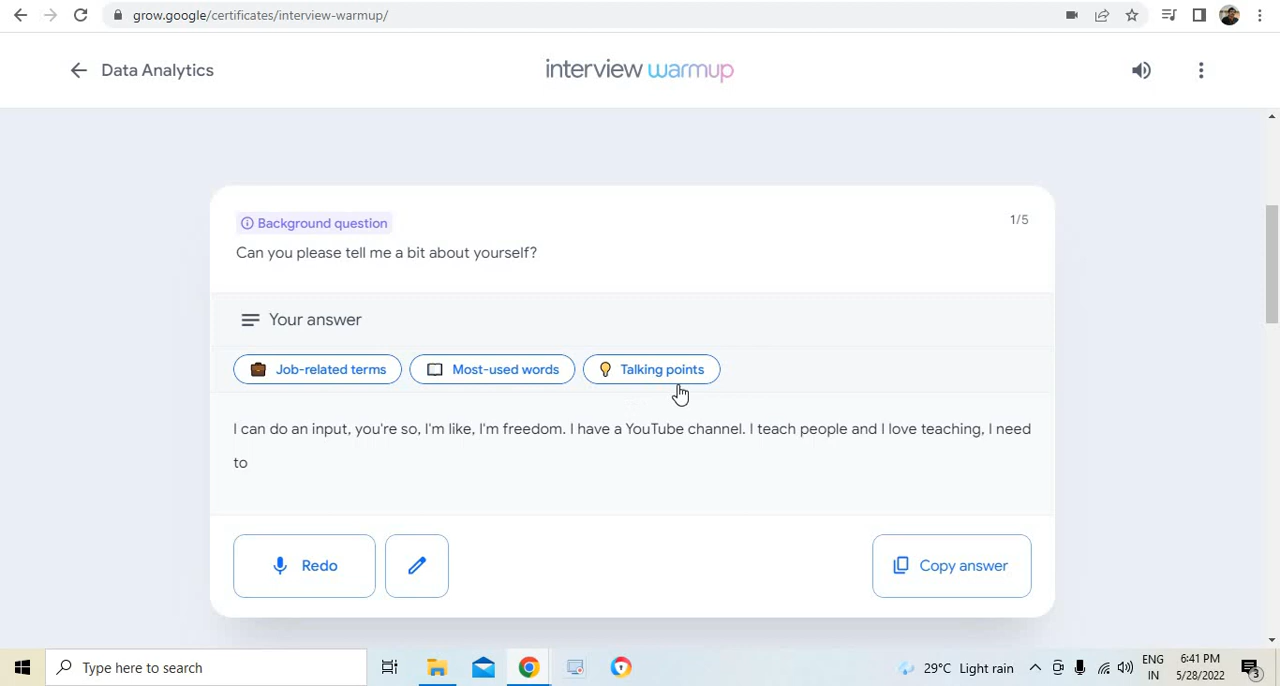 grow.google/certificates/interview-warmup/
Data Analytics
interview warmup
Background question
1/5
Can you please tell me a bit about yourself?
Your answer
Job-related terms
Most-used words
Talking points
I can do an input, you're so, I'm like, I'm freedom. I have a YouTube channel. I teach people and I love teaching, I need
to
Redo
Copy answer
Type here to search
29°C Light rain
ENG
IN
6:41 PM
5/28/2022
3